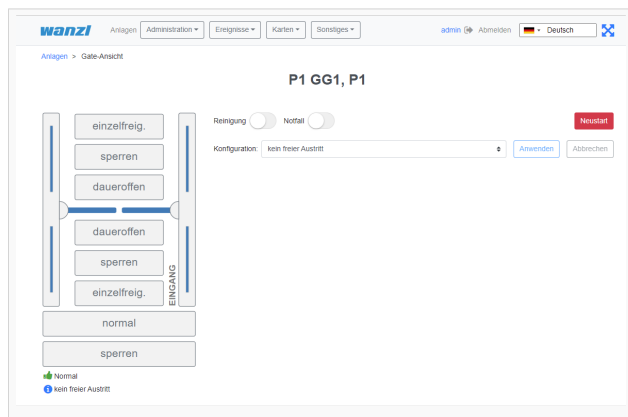 wanzl Anlagen Administration Ereignisse Karten Sonstiges admin Abmelden Deutsch
Anlagen > Gate-Ansicht
P1 GG1, P1
einzelfreig.
sperren
daueroffen
daueroffen
sperren
einzelfreig.
EINGANG
normal
sperren
Normal
kein freier Austritt
Reinigung Notfall Neustart
Konfiguration: kein freier Austritt Anwenden Abbrechen